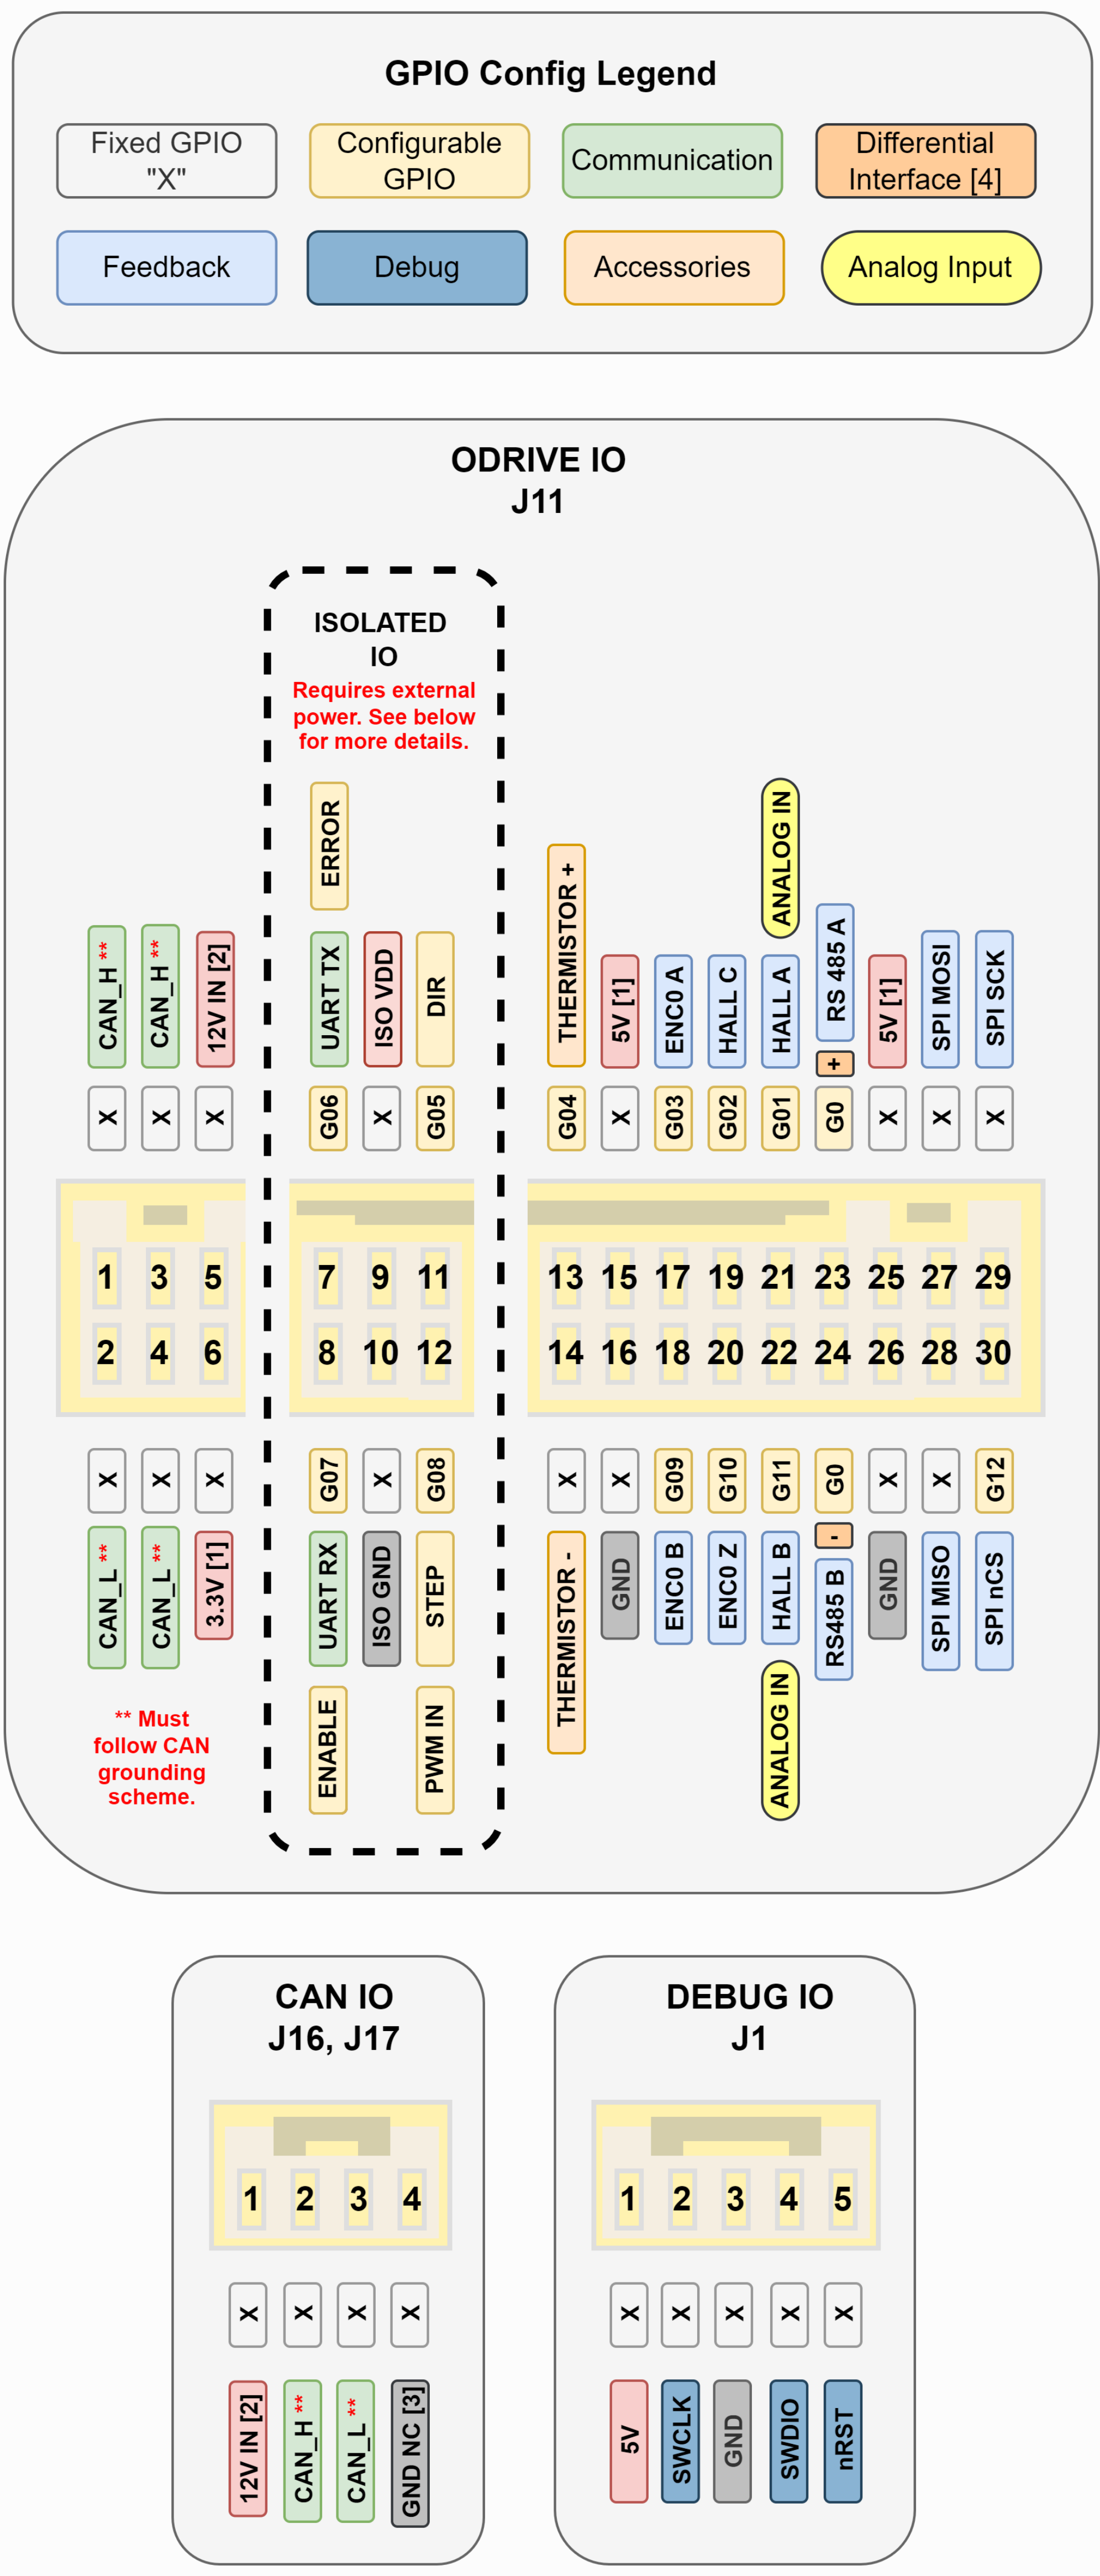 GPIO Config Legend
Fixed GPIO
"X"
Configurable
GPIO
Communication
Differential
Interface [4]
Feedback
Debug
Accessories
Analog Input
ODRIVE IO
J11
ISOLATED
IO
Requires external
power. See below
for more details.
ERROR
ANALOG IN
CAN_H **
CAN_H **
12V IN [2]
UART TX
ISO VDD
DIR
THERMISTOR +
5V [1]
ENC0 A
HALL C
HALL A
RS 485 A
+
5V [1]
SPI MOSI
SPI SCK
X
X
X
G06
X
G05
G04
X
G03
G02
G01
G0
X
X
X
1 3 5 7 9 11 13 15 17 19 21 23 25 27 29
2 4 6 8 10 12 14 16 18 20 22 24 26 28 30
X
X
X
G07
X
G08
X
X
G09
G10
G11
G0
X
X
G12
CAN_L **
CAN_L **
3.3V [1]
UART RX
ISO GND
STEP
THERMISTOR -
GND
ENC0 B
ENC0 Z
HALL B
-
RS485 B
GND
SPI MISO
SPI nCS
ENABLE
PWM IN
ANALOG IN
** Must
follow CAN
grounding
scheme.
CAN IO
J16, J17
1 2 3 4
X
X
X
X
12V IN [2]
CAN_H **
CAN_L **
GND NC [3]
DEBUG IO
J1
1 2 3 4 5
X
X
X
X
X
5V
SWCLK
GND
SWDIO
nRST